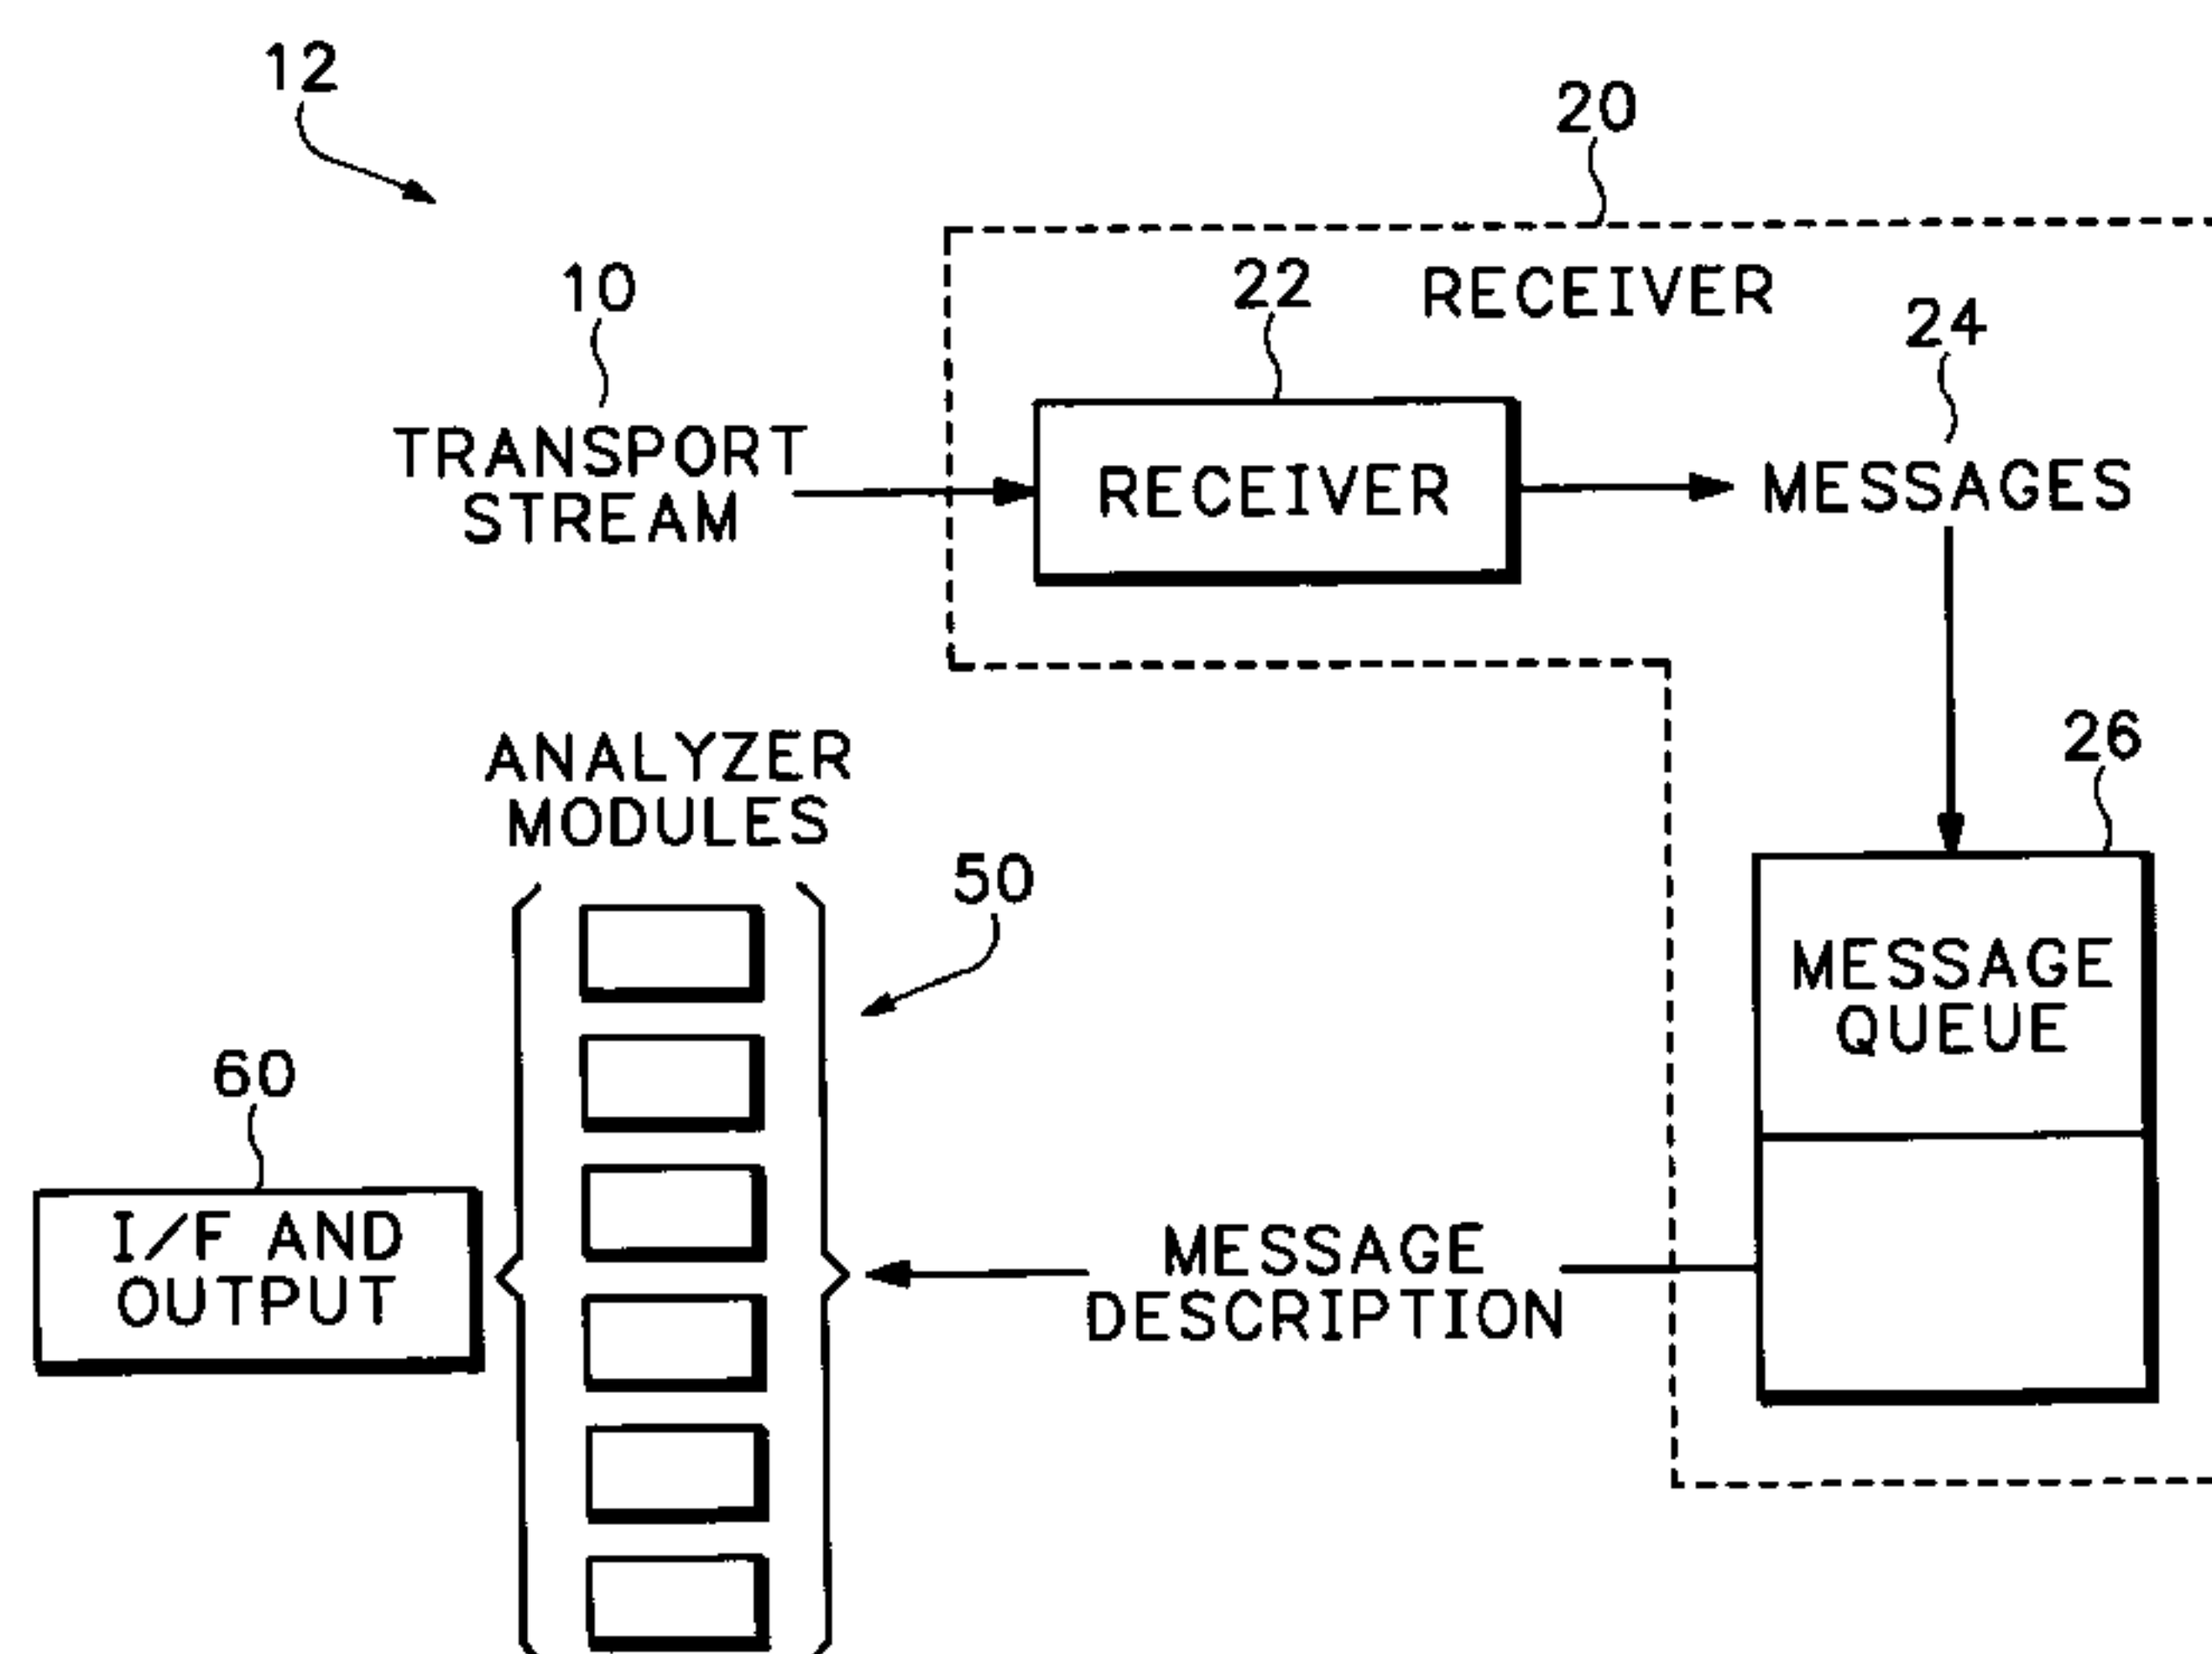 12
20
10
22
RECEIVER
24
TRANSPORT
STREAM
RECEIVER
MESSAGES
26
ANALYZER
MODULES
50
MESSAGE
QUEUE
60
I/F AND
OUTPUT
MESSAGE
DESCRIPTION